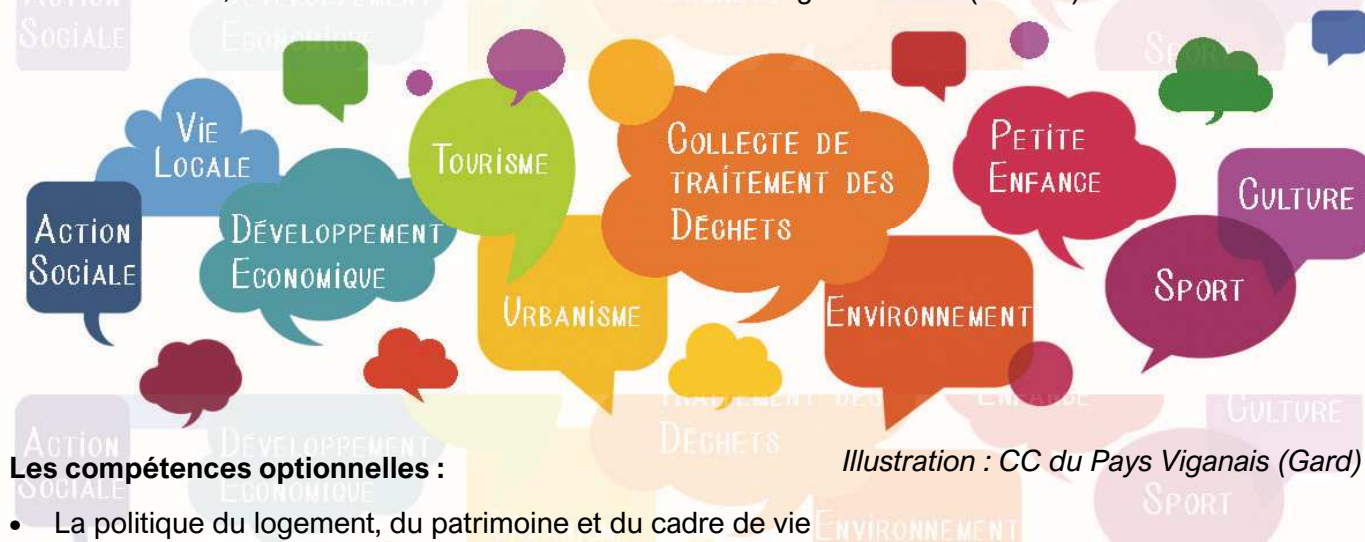 VIE
LOCALE
TOURISME
COLLECTE DE
TRAITEMENT DES
DÉCHETS
PETITE
ENFANCE
CULTURE
ACTION
SOCIALE
DÉVELOPPEMENT
ECONOMIQUE
URBANISME
ENVIRONNEMENT
SPORT
Les compétences optionnelles :
Illustration : CC du Pays Viganais (Gard)
• La politique du logement, du patrimoine et du cadre de vie